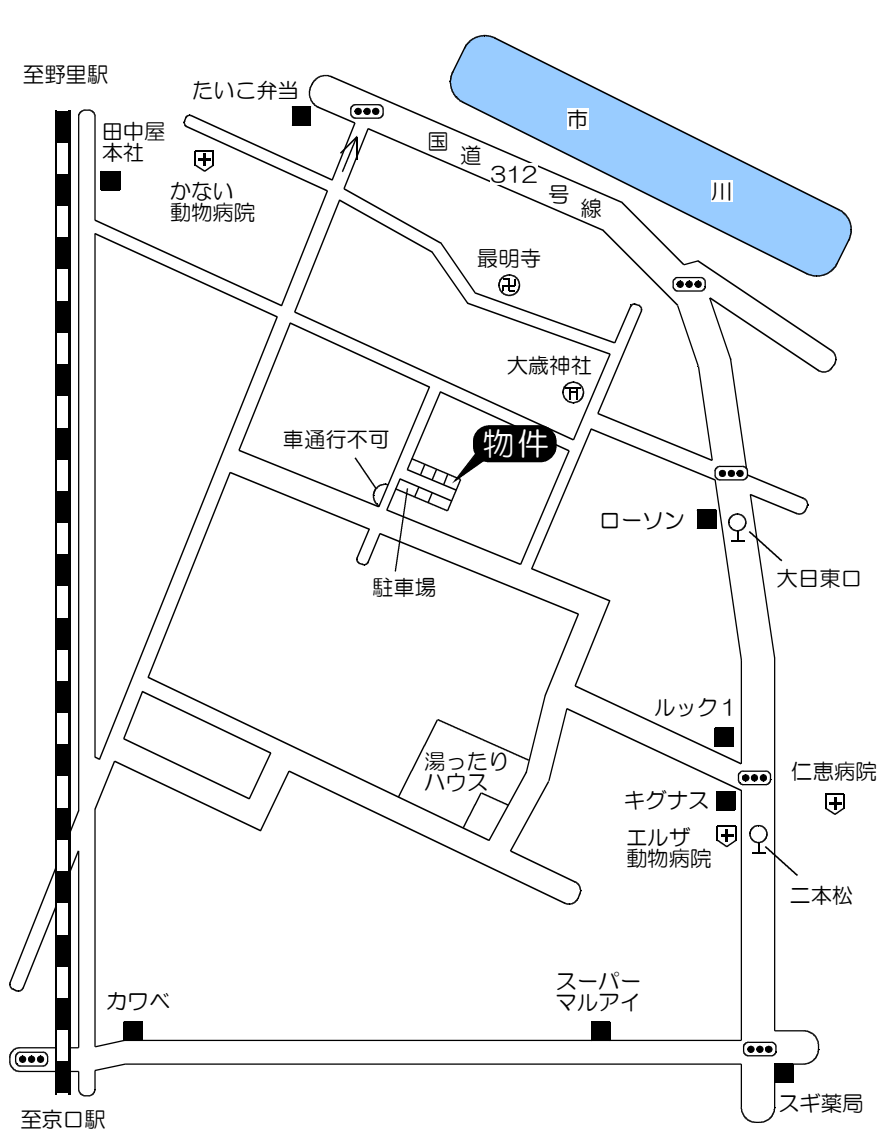 至野里駅
たいこ弁当
田中屋
本社
かない
動物病院
市
川
国道312号線
最明寺
大歳神社
車通行不可
物件
駐車場
ローソン
大日東口
ルック1
湯ったり
ハウス
キグナス
仁恵病院
エルザ
動物病院
二本松
カワベ
スーパー
マルアイ
スギ薬局
至京口駅